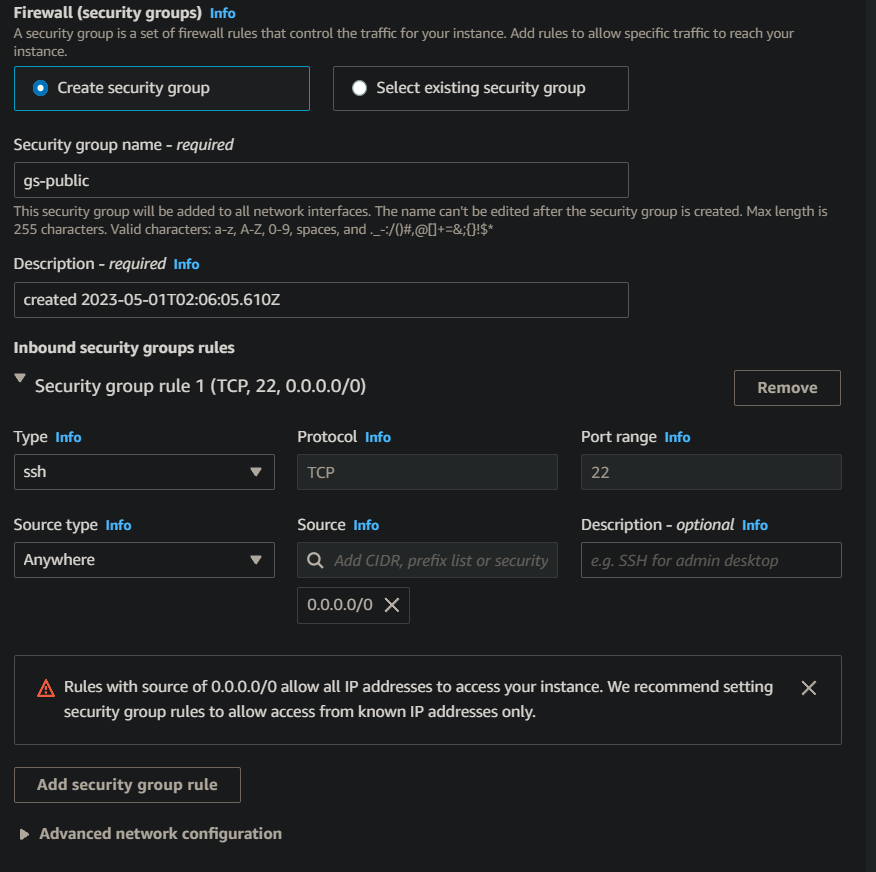 Firewall (security groups) Info
A security group is a set of firewall rules that control the traffic for your instance. Add rules to allow specific traffic to reach your
instance.
Create security group
Select existing security group
Security group name - required
gs-public
This security group will be added to all network interfaces. The name can't be edited after the security group is created. Max length is
255 characters. Valid characters: a-z, A-Z, 0-9, spaces, and ._-:/()#,@[]+=&;{}!$*
Description - required Info
created 2023-05-01T02:06:05.610Z
Inbound security groups rules
Security group rule 1 (TCP, 22, 0.0.0.0/0)
Remove
Type Info
Protocol Info
Port range Info
ssh
TCP
22
Source type Info
Source Info
Description - optional Info
Anywhere
Add CIDR, prefix list or security
e.g. SSH for admin desktop
0.0.0.0/0
Rules with source of 0.0.0.0/0 allow all IP addresses to access your instance. We recommend setting
security group rules to allow access from known IP addresses only.
Add security group rule
Advanced network configuration